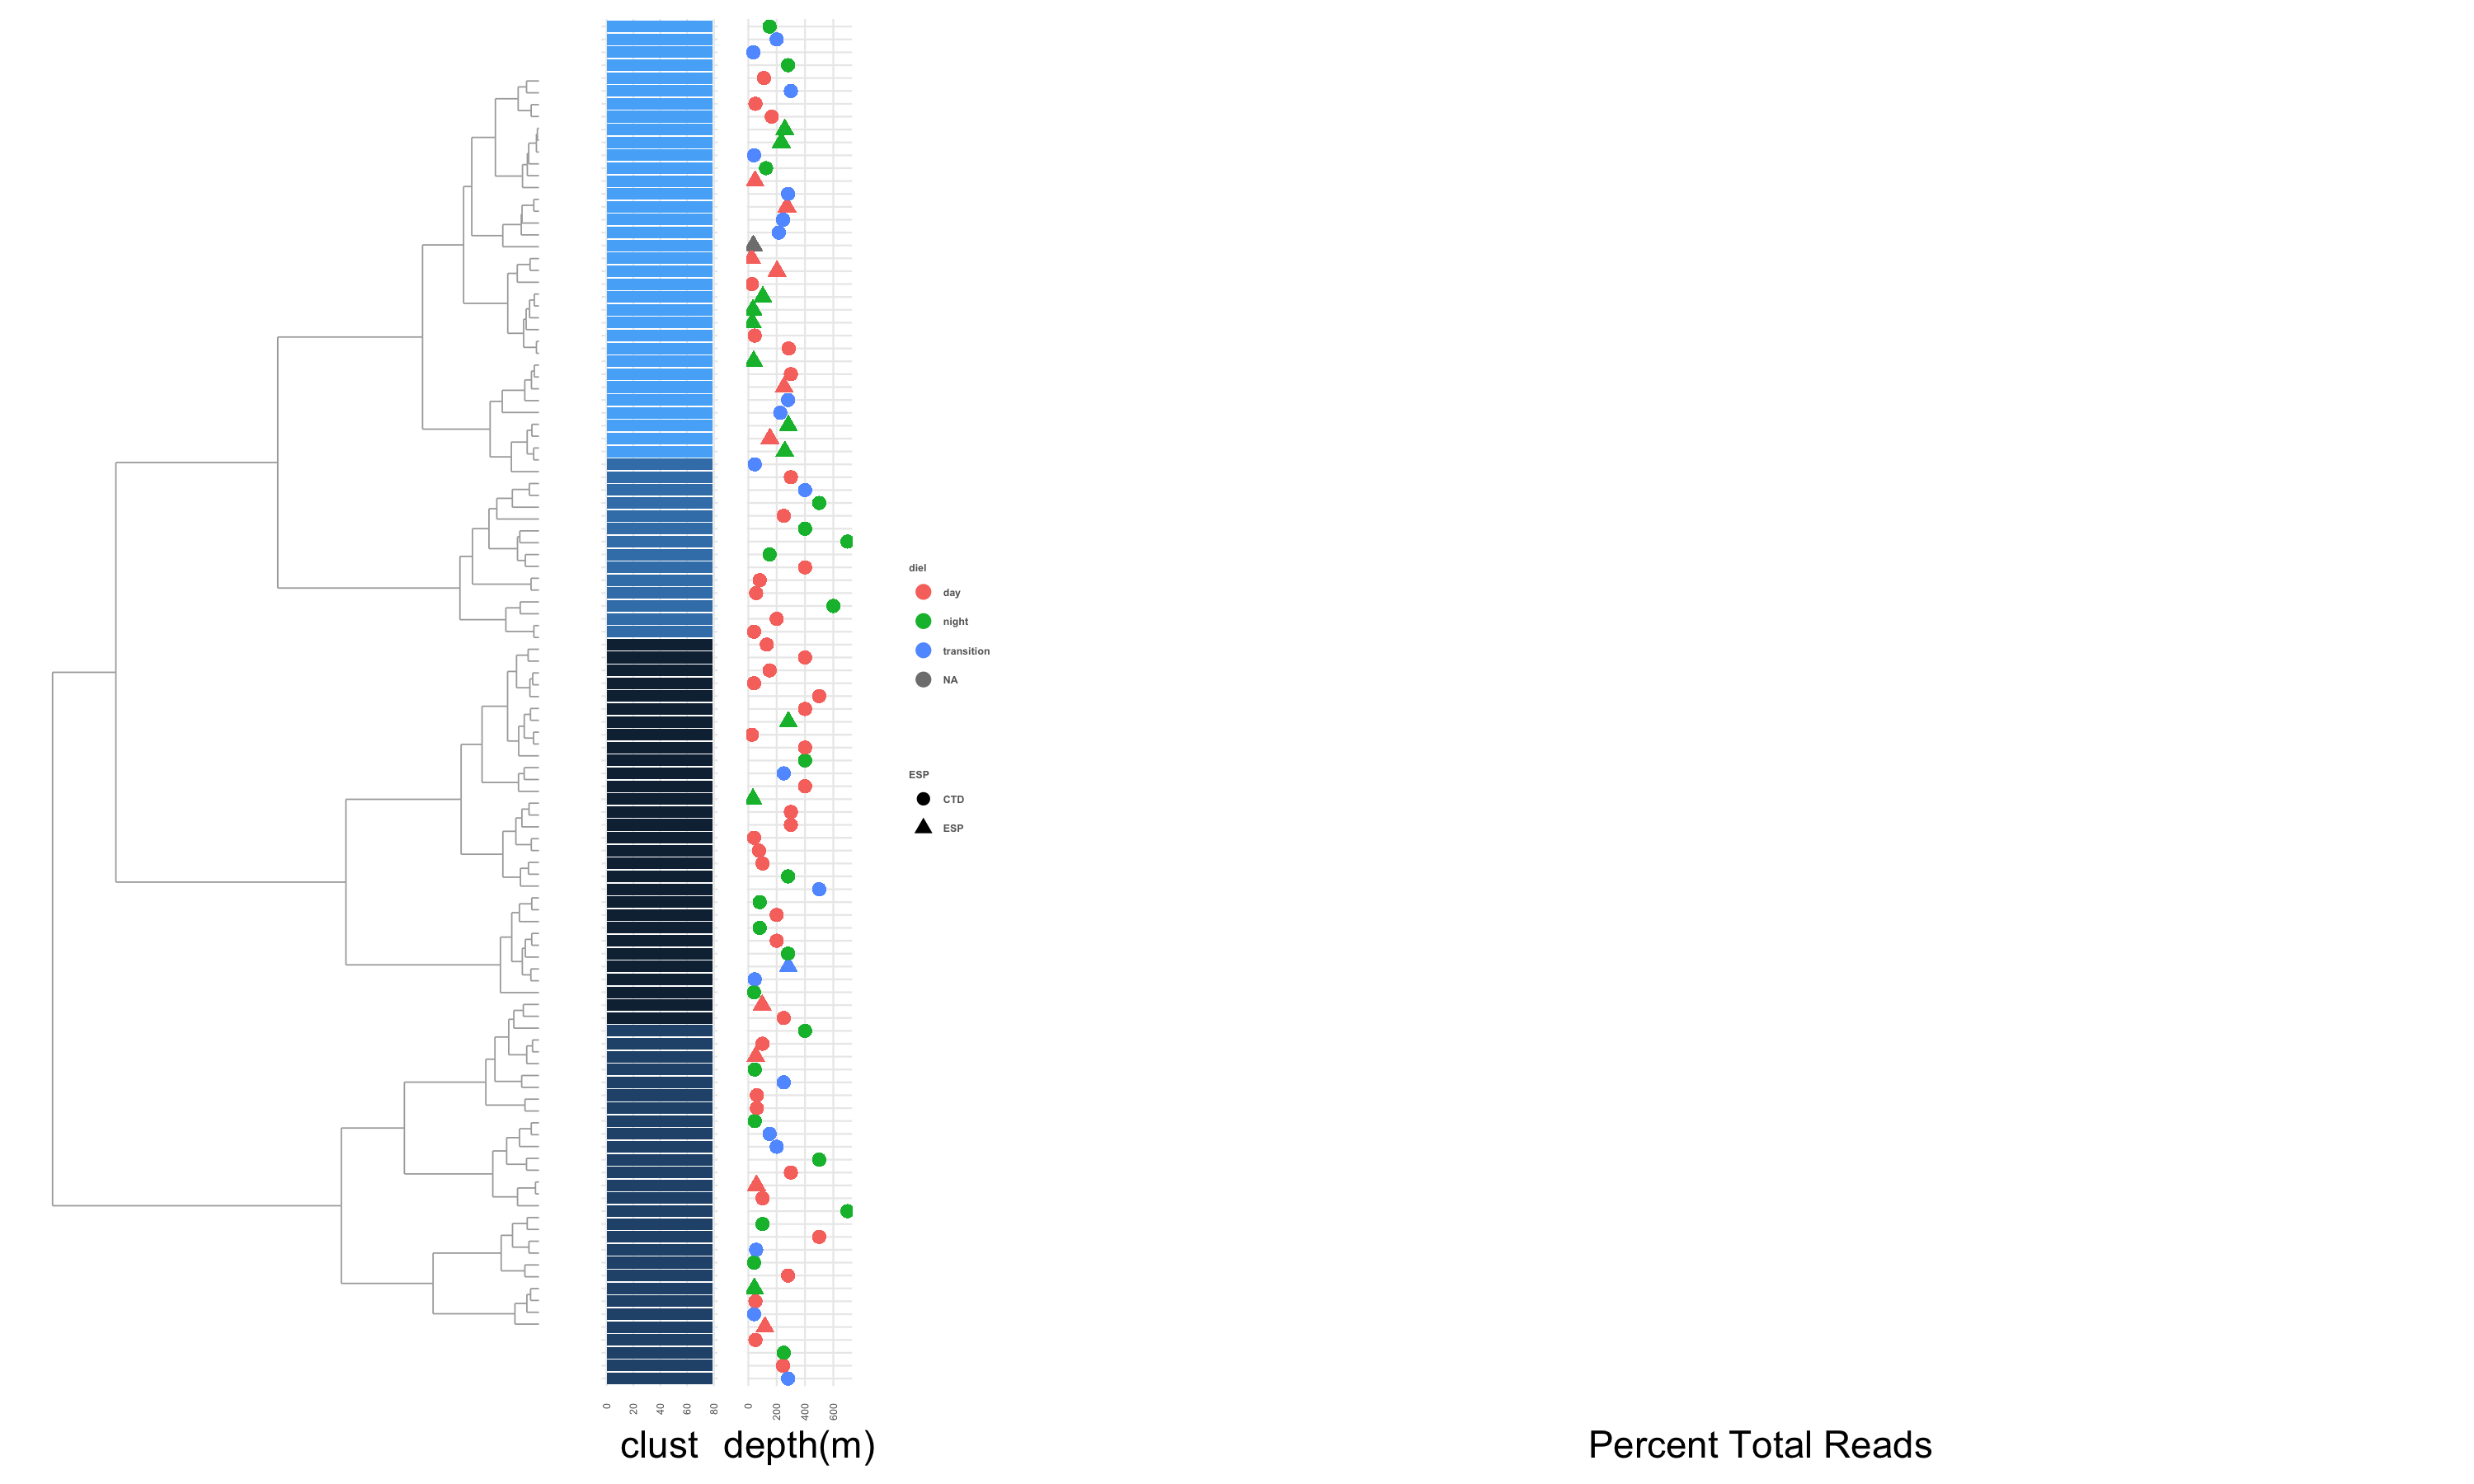 diel
day
night
transition
NA
ESP
CTD
ESP
0 20 40 60 80 0 200 400 600
clust depth(m) Percent Total Reads